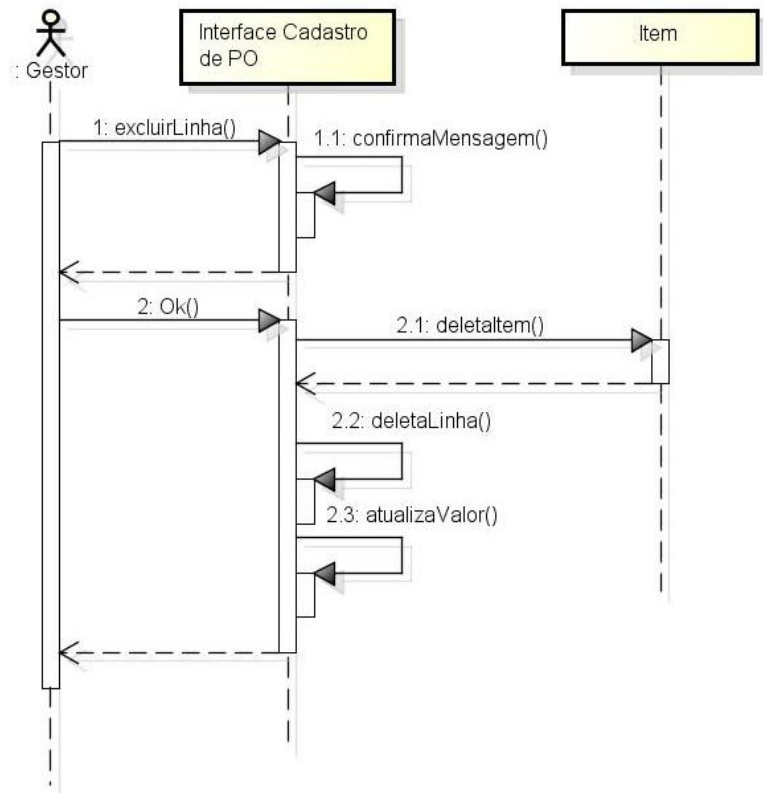 Interface Cadastro
de PO
Item
: Gestor
1: excluirLinha()
1.1: confirmaMensagem()
2: Ok()
2.1: deletaItem()
2.2: deletaLinha()
2.3: atualizaValor()